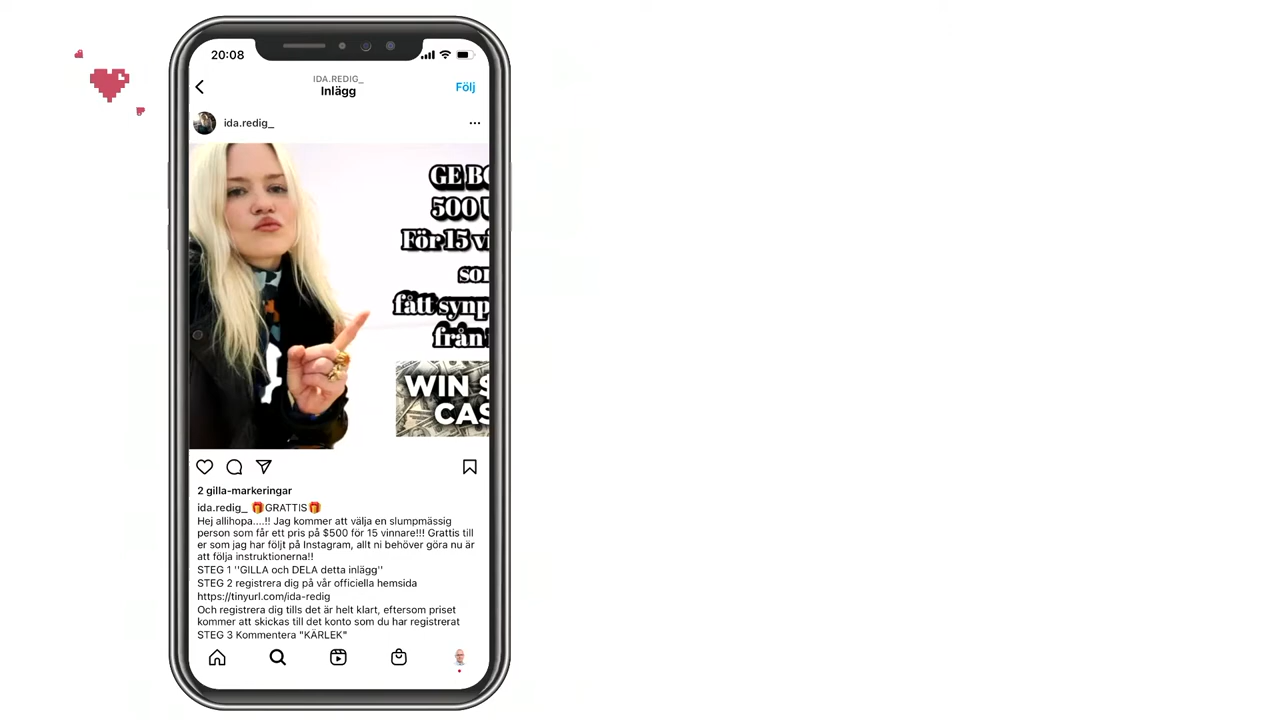 20:08
IDA.REDIG_
Inlägg
Följ
ida.redig_
GE BO
500 U
För 15 vi
som
fått synp
från
WIN $
CAS
2 gilla-markeringar
ida.redig_ 🎁GRATTIS🎁
Hej allihopa....!! Jag kommer att välja en slumpmässig
person som får ett pris på $500 för 15 vinnare!!! Grattis till
er som jag har följt på Instagram, allt ni behöver göra nu är
att följa instruktionerna!!
STEG 1 ''GILLA och DELA detta inlägg''
STEG 2 registrera dig på vår officiella hemsida
https://tinyurl.com/ida-redig
Och registrera dig tills det är helt klart, eftersom priset
kommer att skickas till det konto som du har registrerat
STEG 3 Kommentera "KÄRLEK"